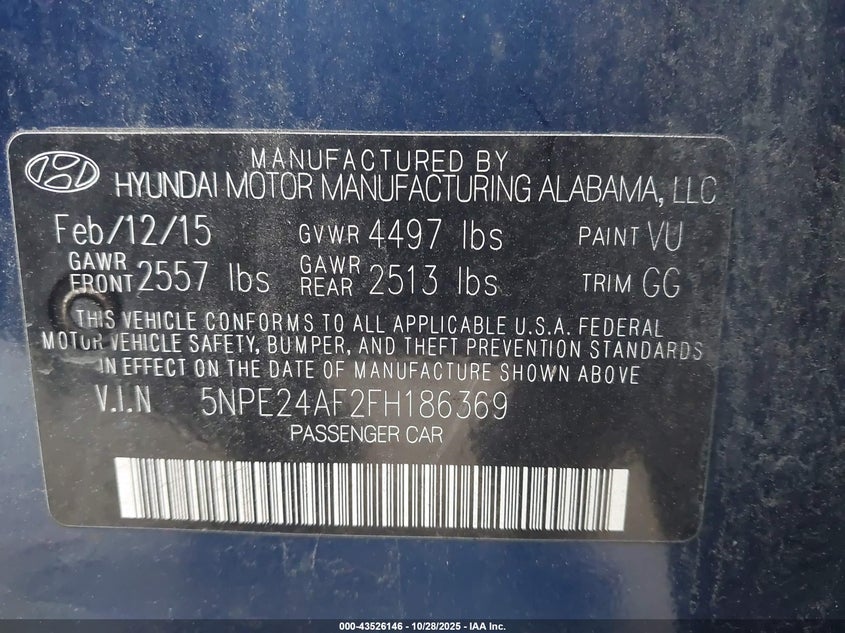 MANUFACTURED BY
HYUNDAI MOTOR MANUFACTURING ALABAMA, LLC
Feb/12/15 GVWR 4497 lbs PAINT VU
GAWR FRONT 2557 lbs GAWR REAR 2513 lbs TRIM GG
THIS VEHICLE CONFORMS TO ALL APPLICABLE U.S.A. FEDERAL
MOTOR VEHICLE SAFETY, BUMPER, AND THEFT PREVENTION STANDARDS
IN EFFECT ON THE DATE OF MANUFACTURE SHOWN ABOVE
V.I.N 5NPE24AF2FH186369
PASSENGER CAR
000-43526146 - 10/28/2025 - IAA Inc.